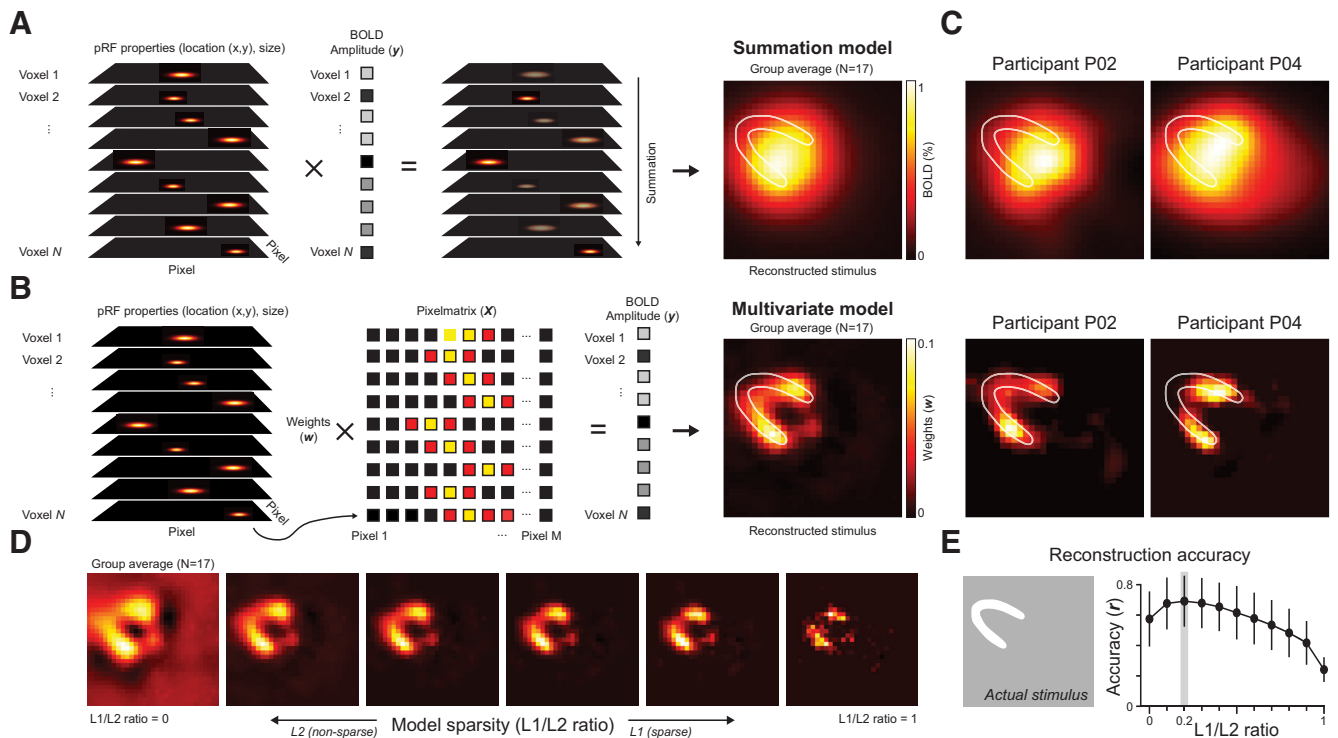 A
pRF properties (location (x,y), size)
Voxel 1
Voxel 2
...
Voxel N
Pixel
Pixel
BOLD
Amplitude (y)
Voxel 1
Voxel 2
...
Voxel N
×
=
Summation
Summation model
Group average (N=17)
1
BOLD (%)
0
Reconstructed stimulus
C
Participant P02
Participant P04
B
pRF properties (location (x,y), size)
Voxel 1
Voxel 2
...
Voxel N
Pixel
Pixel
Weights
(w)
×
Pixelmatrix (X)
...
...
...
...
...
...
...
...
...
Pixel 1
...
Pixel M
=
BOLD
Amplitude (y)
Voxel 1
Voxel 2
...
Voxel N
Multivariate model
Group average (N=17)
0.1
Weights (w)
0
Reconstructed stimulus
Participant P02
Participant P04
D
Group average (N=17)
L1/L2 ratio = 0
L2 (non-sparse)
Model sparsity (L1/L2 ratio)
L1 (sparse)
L1/L2 ratio = 1
E
Reconstruction accuracy
Actual stimulus
Accuracy (r)
0.8
0
0
0.2
1
L1/L2 ratio